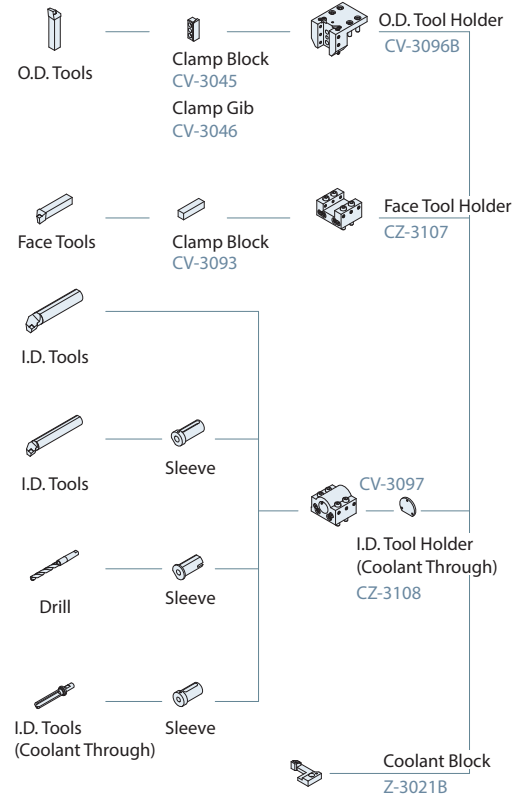 O.D. Tools
Clamp Block
CV-3045
Clamp Gib
CV-3046
O.D. Tool Holder
CV-3096B
Face Tools
Clamp Block
CV-3093
Face Tool Holder
CZ-3107
I.D. Tools
I.D. Tools
Sleeve
CV-3097
I.D. Tool Holder
(Coolant Through)
CZ-3108
Drill
Sleeve
I.D. Tools
(Coolant Through)
Sleeve
Coolant Block
Z-3021B